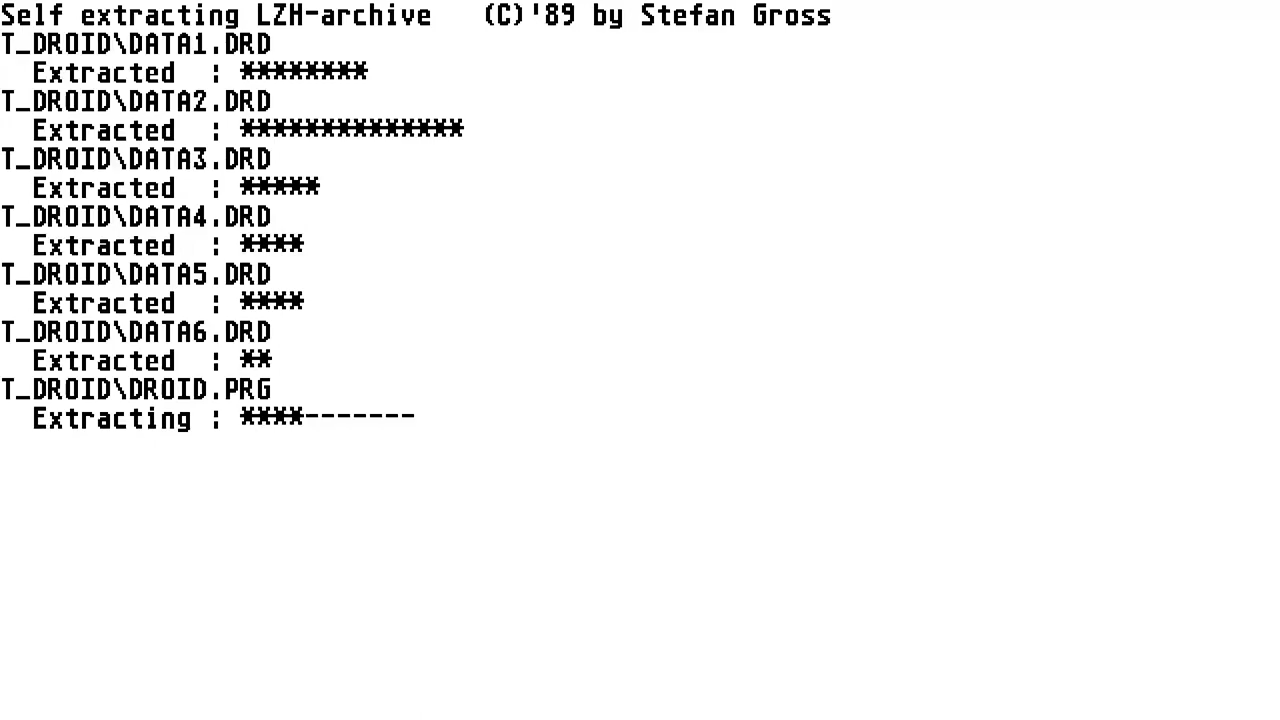 Self extracting LZH-archive   (C)'89 by Stefan Gross
T_DROID\DATA1.DRD
  Extracted  : ********
T_DROID\DATA2.DRD
  Extracted  : **************
T_DROID\DATA3.DRD
  Extracted  : *****
T_DROID\DATA4.DRD
  Extracted  : ****
T_DROID\DATA5.DRD
  Extracted  : ****
T_DROID\DATA6.DRD
  Extracted  : **
T_DROID\DROID.PRG
  Extracting : ****-------